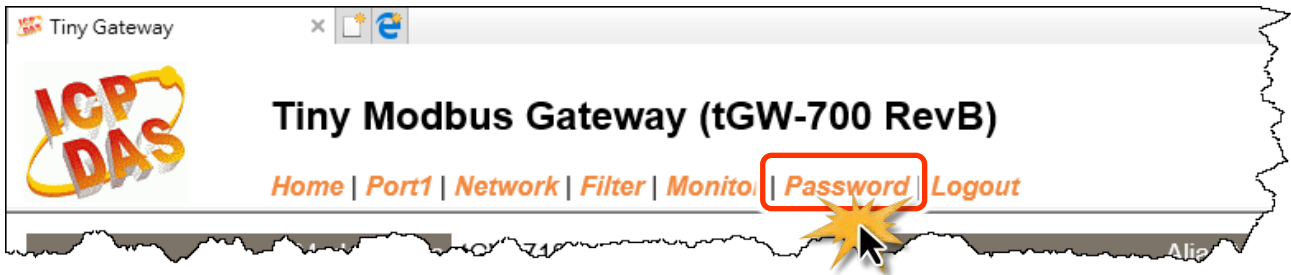 Tiny Gateway
ICP
DAS
Tiny Modbus Gateway (tGW-700 RevB)
Home | Port1 | Network | Filter | Monitor | Password | Logout